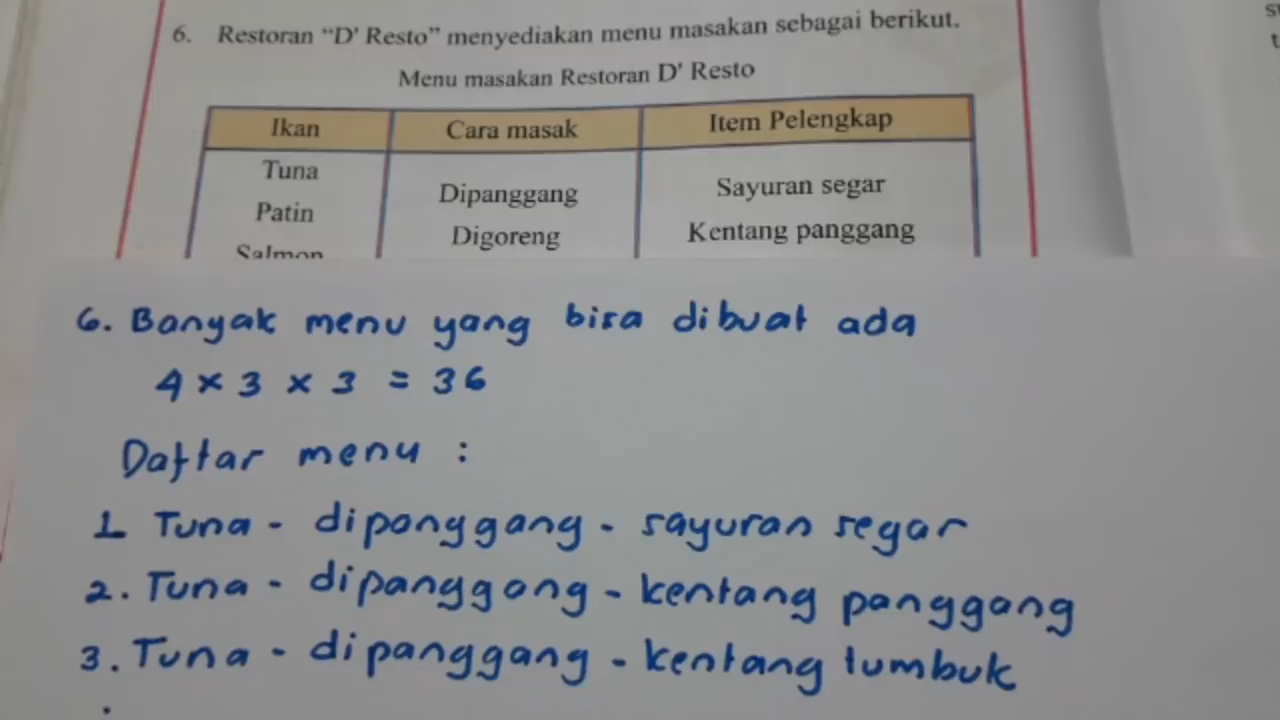 6. Restoran “D' Resto” menyediakan menu masakan sebagai berikut.
Menu masakan Restoran D' Resto
Ikan Cara masak Item Pelengkap
Tuna
Dipanggang Sayuran segar
Patin
Digoreng Kentang panggang
Salmon
6. Banyak menu yang bisa dibuat ada
4 × 3 × 3 = 36
Daftar menu :
1 Tuna - dipanggang - sayuran segar
2. Tuna - dipanggang - kentang panggang
3. Tuna - dipanggang - kentang tumbuk